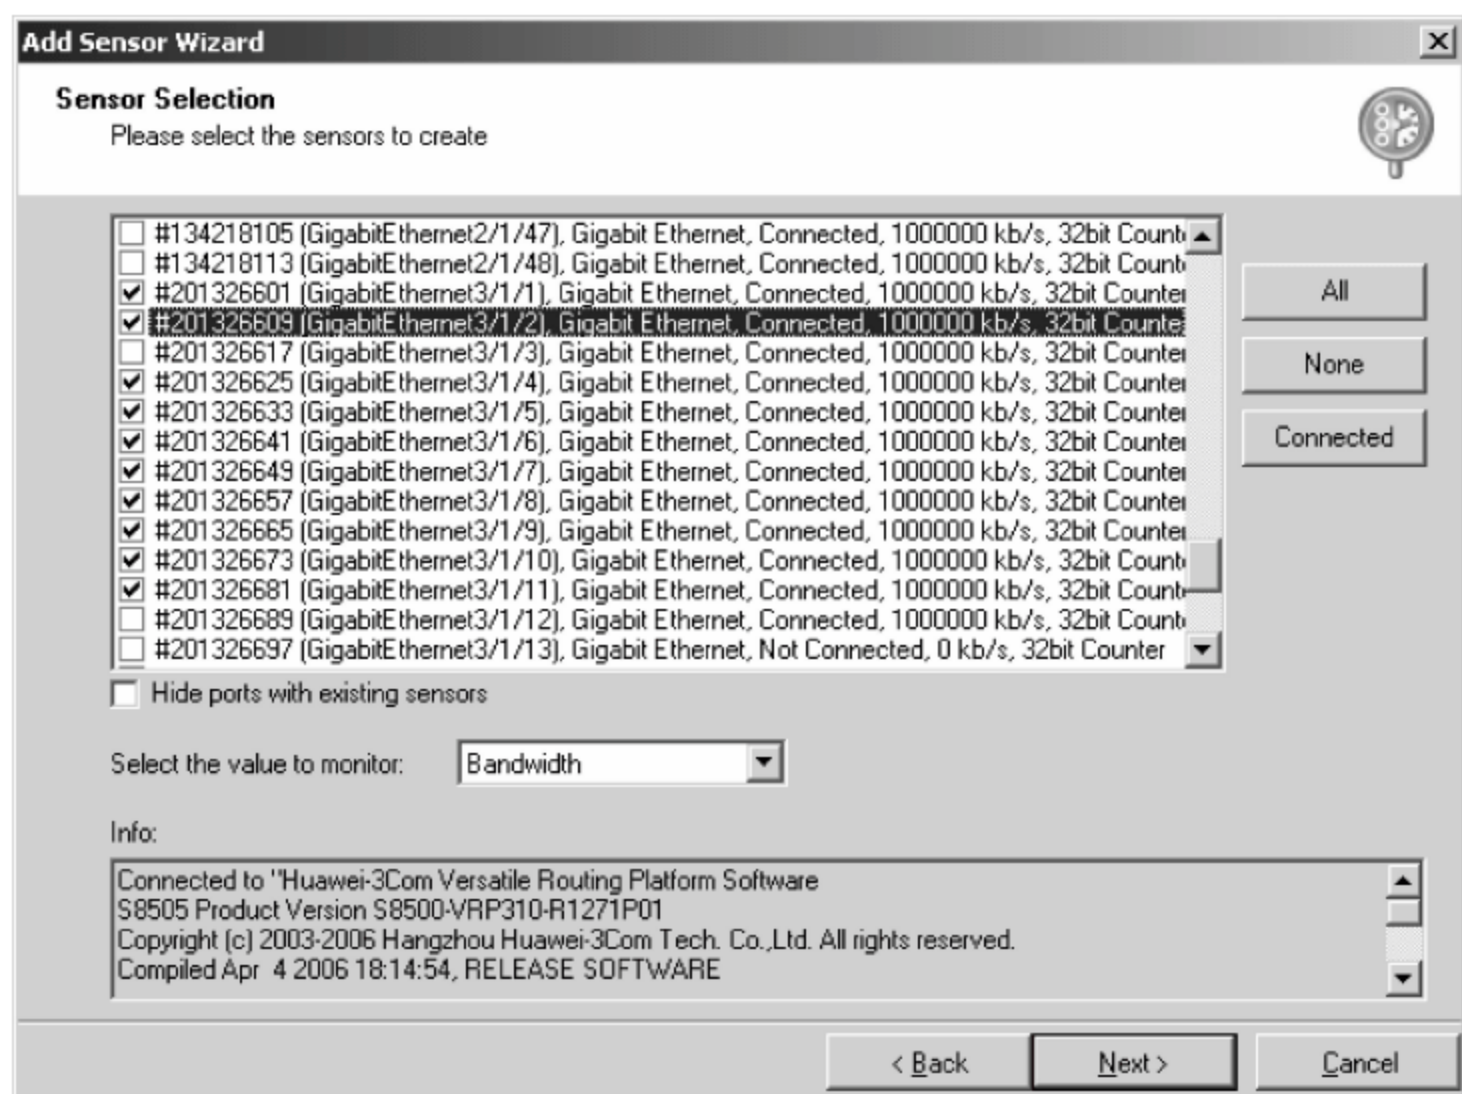 Add Sensor Wizard
Sensor Selection
Please select the sensors to create
#134218105 (GigabitEthernet2/1/47), Gigabit Ethernet, Connected, 1000000 kb/s, 32bit Count
#134218113 (GigabitEthernet2/1/48), Gigabit Ethernet, Connected, 1000000 kb/s, 32bit Count
#201326601 (GigabitEthernet3/1/1), Gigabit Ethernet, Connected, 1000000 kb/s, 32bit Counter
#201326609 (GigabitEthernet3/1/2), Gigabit Ethernet, Connected, 1000000 kb/s, 32bit Counte
#201326617 (GigabitEthernet3/1/3), Gigabit Ethernet, Connected, 1000000 kb/s, 32bit Counter
#201326625 (GigabitEthernet3/1/4), Gigabit Ethernet, Connected, 1000000 kb/s, 32bit Counter
#201326633 (GigabitEthernet3/1/5), Gigabit Ethernet, Connected, 1000000 kb/s, 32bit Counter
#201326641 (GigabitEthernet3/1/6), Gigabit Ethernet, Connected, 1000000 kb/s, 32bit Counter
#201326649 (GigabitEthernet3/1/7), Gigabit Ethernet, Connected, 1000000 kb/s, 32bit Counter
#201326657 (GigabitEthernet3/1/8), Gigabit Ethernet, Connected, 1000000 kb/s, 32bit Counter
#201326665 (GigabitEthernet3/1/9), Gigabit Ethernet, Connected, 1000000 kb/s, 32bit Counter
#201326673 (GigabitEthernet3/1/10), Gigabit Ethernet, Connected, 1000000 kb/s, 32bit Count
#201326681 (GigabitEthernet3/1/11), Gigabit Ethernet, Connected, 1000000 kb/s, 32bit Count
#201326689 (GigabitEthernet3/1/12), Gigabit Ethernet, Connected, 1000000 kb/s, 32bit Count
#201326697 (GigabitEthernet3/1/13), Gigabit Ethernet, Not Connected, 0 kb/s, 32bit Counter
All
None
Connected
Hide ports with existing sensors
Select the value to monitor: Bandwidth
Info:
Connected to "Huawei-3Com Versatile Routing Platform Software
S8505 Product Version S8500-VRP310-R1271P01
Copyright (c) 2003-2006 Hangzhou Huawei-3Com Tech. Co.,Ltd. All rights reserved.
Compiled Apr  4 2006 18:14:54, RELEASE SOFTWARE
< Back Next > Cancel